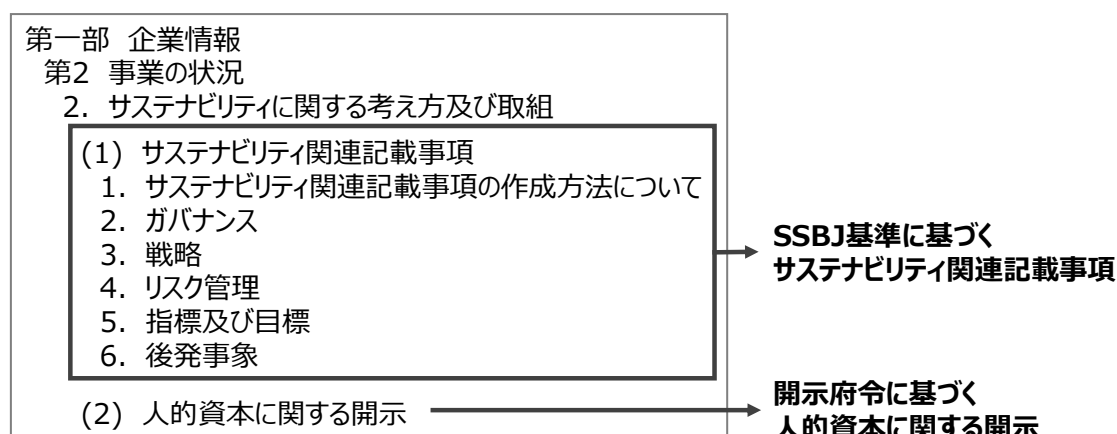 第一部 企業情報
第2 事業の状況
2. サステナビリティに関する考え方及び取組
(1) サステナビリティ関連記載事項
1. サステナビリティ関連記載事項の作成方法について
2. ガバナンス
3. 戦略
4. リスク管理
5. 指標及び目標
6. 後発事象
SSBJ基準に基づく
サステナビリティ関連記載事項
(2) 人的資本に関する開示
開示府令に基づく
人的資本に関する開示